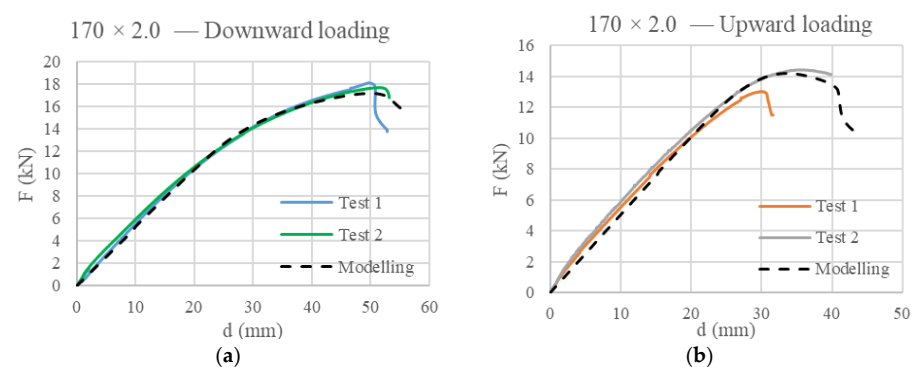 170 × 2.0 — Downward loading
20
18
16
14
12
10
8
6
4
2
0
F (kN)
Test 1
Test 2
Modelling
0 10 20 30 40 50 60
d (mm)
(a)
170 × 2.0 — Upward loading
16
14
12
10
8
6
4
2
0
F (kN)
Test 1
Test 2
Modelling
0 10 20 30 40 50
d (mm)
(b)